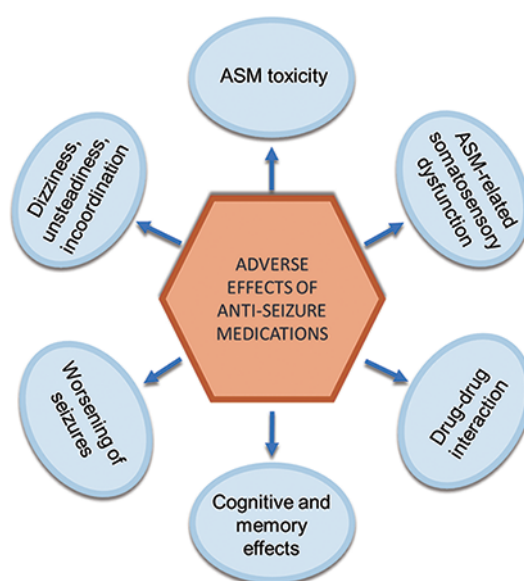 ASM toxicity
ASM-related
somatosensory
dysfunction
Drug-drug
interaction
Cognitive and
memory
effects
Worsening of
seizures
Dizziness,
unsteadiness,
incoordination
ADVERSE
EFFECTS OF
ANTI-SEIZURE
MEDICATIONS